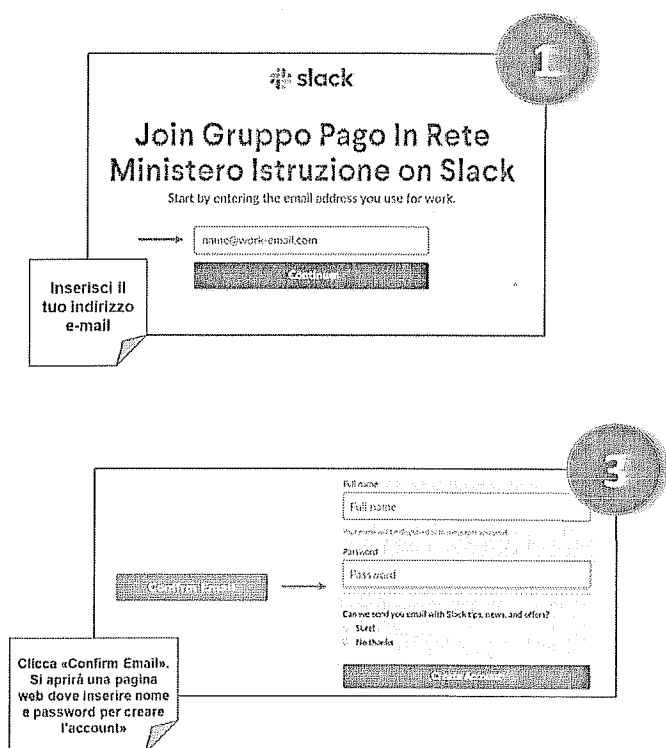 1
slack
Join Gruppo Pago In Rete
Ministero Istruzione on Slack
Start by entering the email address you use for work.
name@work-email.com
Continue
Inserisci il
tuo indirizzo
e-mail
3
Full name
Full name
Password
Password
Confirm Email
Can we send you email with Slack tips, news, and offers?
Sure!
No thanks
Create Account
Clicca «Confirm Email».
Si aprirà una pagina
web dove inserire nome
e password per creare
l'account»